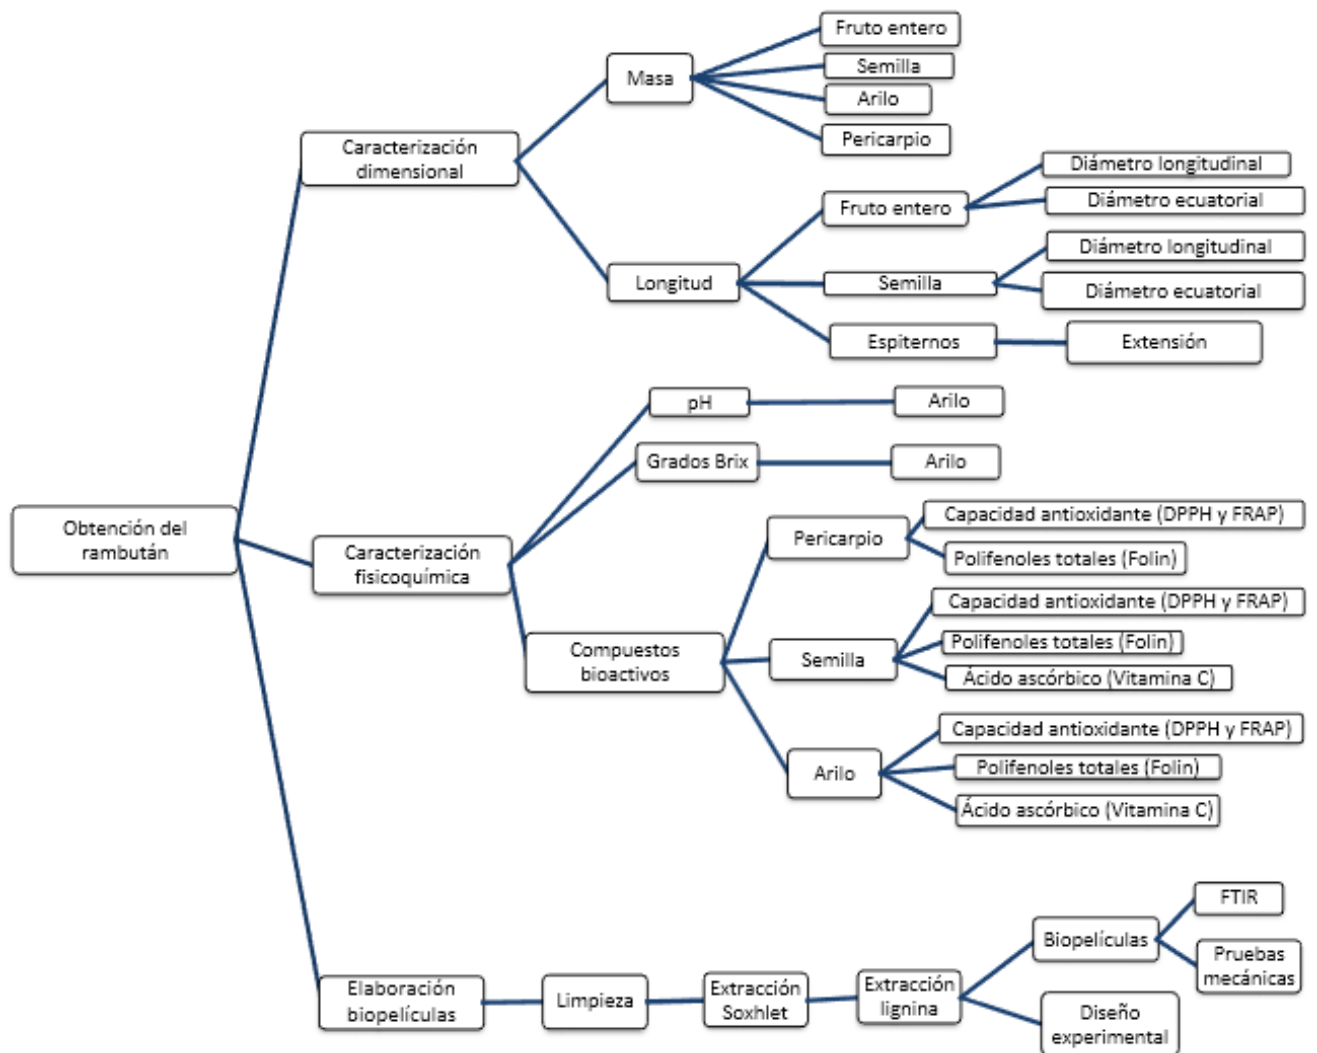 Fruto entero
Semilla
Masa
Arilo
Pericarpio
Caracterización
dimensional
Diámetro longitudinal
Diámetro ecuatorial
Fruto entero
Diámetro longitudinal
Longitud
Semilla
Diámetro ecuatorial
Espiternos
Extensión
pH
Arilo
Grados Brix
Arilo
Obtención del
rambután
Caracterización
fisicoquímica
Capacidad antioxidante (DPPH y FRAP)
Pericarpio
Polifenoles totales (Folin)
Capacidad antioxidante (DPPH y FRAP)
Compuestos
bioactivos
Semilla
Polifenoles totales (Folin)
Ácido ascórbico (Vitamina C)
Capacidad antioxidante (DPPH y FRAP)
Arilo
Polifenoles totales (Folin)
Ácido ascórbico (Vitamina C)
Elaboración
biopelículas
Limpieza
Extracción
Soxhlet
Extracción
lignina
Biopelículas
FTIR
Pruebas
mecánicas
Diseño
experimental